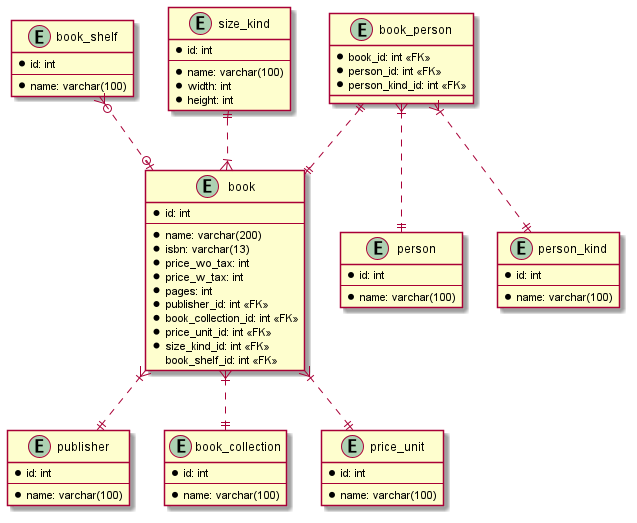 E book_shelf
id: int
name: varchar(100)
E size_kind
id: int
name: varchar(100)
width: int
height: int
E book_person
book_id: int «FK»
person_id: int «FK»
person_kind_id: int «FK»
E book
id: int
name: varchar(200)
isbn: varchar(13)
price_wo_tax: int
price_w_tax: int
pages: int
publisher_id: int «FK»
book_collection_id: int «FK»
price_unit_id: int «FK»
size_kind_id: int «FK»
book_shelf_id: int «FK»
E person
id: int
name: varchar(100)
E person_kind
id: int
name: varchar(100)
E publisher
id: int
name: varchar(100)
E book_collection
id: int
name: varchar(100)
E price_unit
id: int
name: varchar(100)